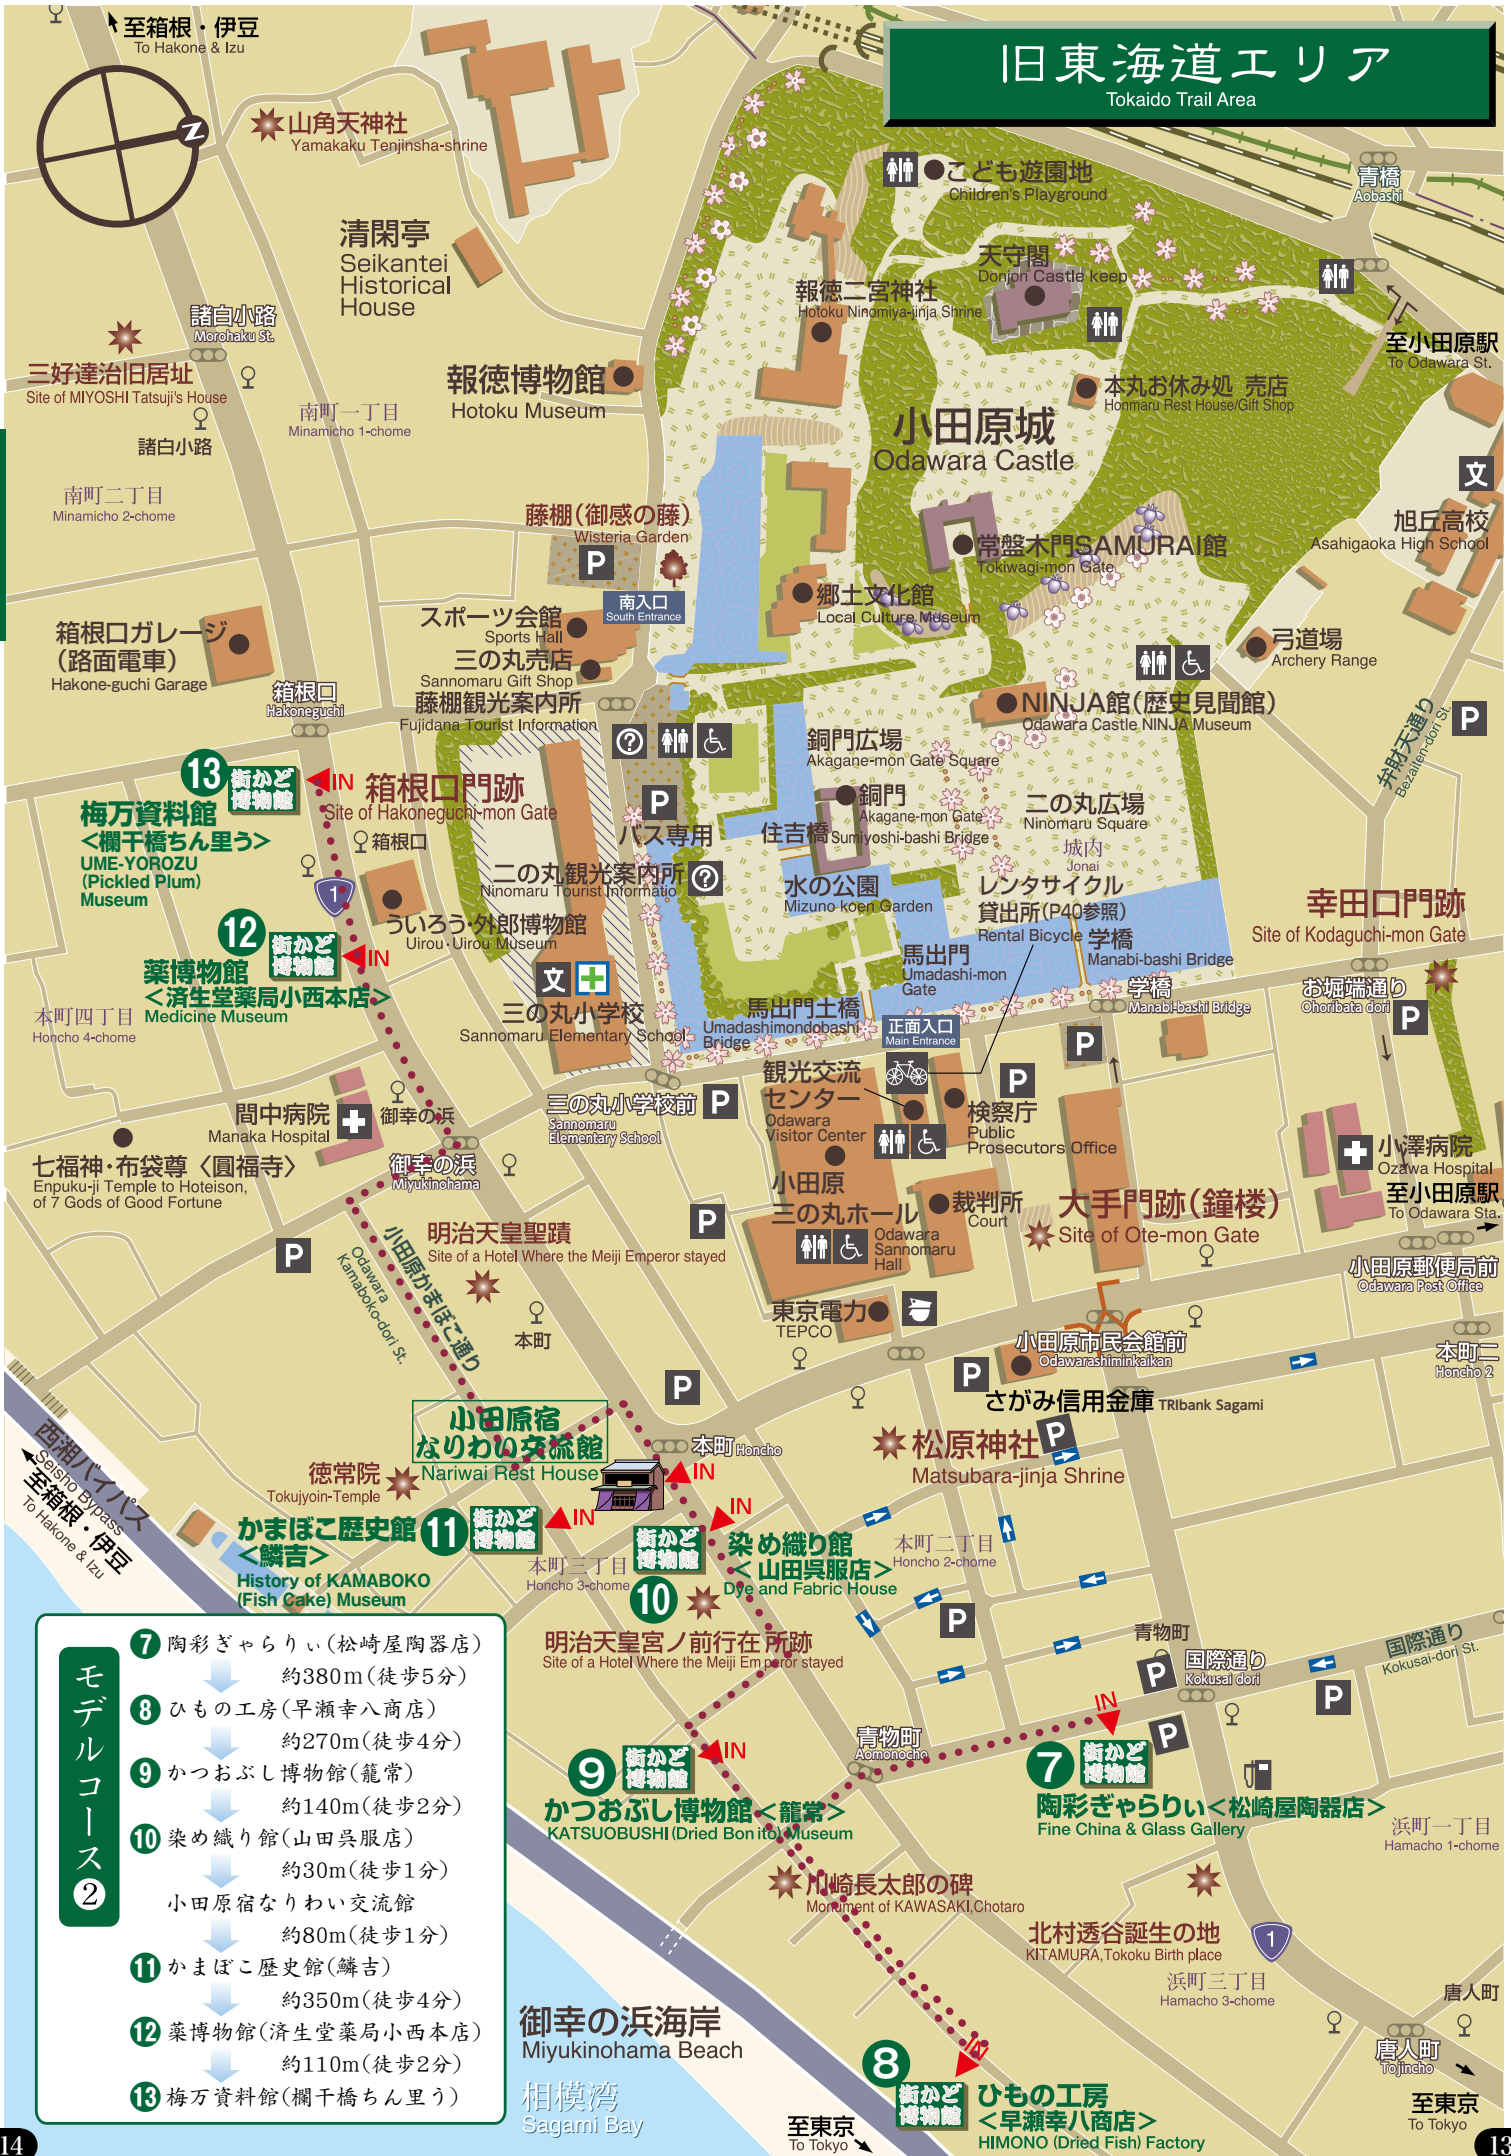 旧東海道エリア
Tokaido Trail Area
至箱根・伊豆
To Hakone & Izu
N
山角天神社
Yamakaku Tenjinsha-shrine
こども遊園地
Children's Playground
青橋
Aobashi
清閑亭
Seikantei
Historical
House
天守閣
Donjon Castle keep
報徳二宮神社
Hotoku Ninomiya-jinja Shrine
諸白小路
Morohaku St.
至小田原駅
To Odawara St.
三好達治旧居址
Site of MIYOSHI Tatsuji's House
報徳博物館
Hotoku Museum
本丸お休み処 売店
Honmaru Rest House/Gift Shop
南町一丁目
Minamicho 1-chome
諸白小路
小田原城
Odawara Castle
文
南町二丁目
Minamicho 2-chome
藤棚(御感の藤)
Wisteria Garden
P
旭丘高校
Asahigaoka High School
常盤木門SAMURAI館
Tokiwagi-mon Gate
南入口
South Entrance
郷土文化館
Local Culture Museum
スポーツ会館
Sports Hall
箱根口ガレージ
(路面電車)
Hakone-guchi Garage
弓道場
Archery Range
三の丸売店
Sannomaru Gift Shop
箱根口
Hakoneguchi
藤棚観光案内所
Fujidana Tourist Information
?
NINJA館(歴史見聞館)
Odawara Castle NINJA Museum
弁財天通り
Bezaiten-dori St.
P
銅門広場
Akagane-mon Gate Square
13
街かど
博物館
IN
箱根口門跡
Site of Hakoneguchi-mon Gate
梅万資料館
<欄干橋ちん里う>
UME-YOROZU
(Pickled Plum)
Museum
箱根口
P
バス専用
銅門
Akagane-mon Gate
二の丸広場
Ninomaru Square
住吉橋
Sumiyoshi-bashi Bridge
城内
Jonai
二の丸観光案内所
Ninomaru Tourist Informatio
?
1
水の公園
Mizuno koen Garden
レンタサイクル
貸出所(P40参照)
Rental Bicycle
幸田口門跡
Site of Kodaguchi-mon Gate
ういろう・外郎博物館
Uirou・Uirou Museum
12
街かど
博物館
IN
薬博物館
<済生堂薬局小西本店>
Medicine Museum
馬出門
Umadashi-mon
Gate
学橋
Manabi-bashi Bridge
文
学橋
Manabi-bashi Bridge
お堀端通り
Ohoribata dori
P
本町四丁目
Honcho 4-chome
三の丸小学校
Sannomaru Elementary School
馬出門土橋
Umadashimondobashi
Bridge
正面入口
Main Entrance
P
観光交流
センター
Odawara
Visitor Center
P
検察庁
Public
Prosecutors Office
間中病院
Manaka Hospital
御幸の浜
三の丸小学校前
Sannomaru
Elementary School
P
小澤病院
Ozawa Hospital
七福神・布袋尊〈圓福寺〉
Enpuku-ji Temple to Hoteison,
of 7 Gods of Good Fortune
御幸の浜
Miyukinohama
小田原
三の丸ホール
Odawara
Sannomaru
Hall
裁判所
Court
大手門跡(鐘楼)
Site of Ote-mon Gate
至小田原駅
To Odawara Sta.
P
P
明治天皇聖蹟
Site of a Hotel Where the Meiji Emperor stayed
小田原かまぼこ通り
Odawara
Kamaboko-dori St.
小田原郵便局前
Odawara Post Office
東京電力
TEPCO
本町
小田原市民会館前
Odawarashiminkaikan
本町二
Honcho 2
P
P
さがみ信用金庫
TRIbank Sagami
小田原宿
なりわい交流館
Nariwai Rest House
本町
Honcho
IN
松原神社
Matsubara-jinja Shrine
P
西湘バイパス
Seisho Bypass
至箱根・伊豆
To Hakone & Izu
徳常院
Tokujyoin-Temple
かまぼこ歴史館
<鱗吉>
History of KAMABOKO
(Fish Cake) Museum
11
街かど
博物館
IN
IN
街かど
博物館
10
染め織り館
<山田呉服店>
Dye and Fabric House
本町三丁目
Honcho 3-chome
本町二丁目
Honcho 2-chome
P
明治天皇宮ノ前行在所跡
Site of a Hotel Where the Meiji Emperor stayed
青物町
国際通り
Kokusai dori
国際通り
Kokusai-dori St.
P
P
P
青物町
Aomonocho
IN
7
街かど
博物館
陶彩ぎゃらりぃ<松崎屋陶器店>
Fine China & Glass Gallery
9
街かど
博物館
IN
かつおぶし博物館<籠常>
KATSUOBUSHI (Dried Bonito) Museum
浜町一丁目
Hamacho 1-chome
川崎長太郎の碑
Monument of KAWASAKI,Chotaro
北村透谷誕生の地
KITAMURA,Tokoku Birth place
1
浜町三丁目
Hamacho 3-chome
唐人町
唐人町
Tojincho
至東京
To Tokyo
御幸の浜海岸
Miyukinohama Beach
相模湾
Sagami Bay
IN
8
街かど
博物館
ひもの工房
<早瀬幸八商店>
HIMONO (Dried Fish) Factory
至東京
To Tokyo
モデルコース2
7 陶彩ぎゃらりぃ(松崎屋陶器店)
約380m(徒歩5分)
8 ひもの工房(早瀬幸八商店)
約270m(徒歩4分)
9 かつおぶし博物館(籠常)
約140m(徒歩2分)
10 染め織り館(山田呉服店)
約30m(徒歩1分)
小田原宿なりわい交流館
約80m(徒歩1分)
11 かまぼこ歴史館(鱗吉)
約350m(徒歩4分)
12 薬博物館(済生堂薬局小西本店)
約110m(徒歩2分)
13 梅万資料館(欄干橋ちん里う)
14
13